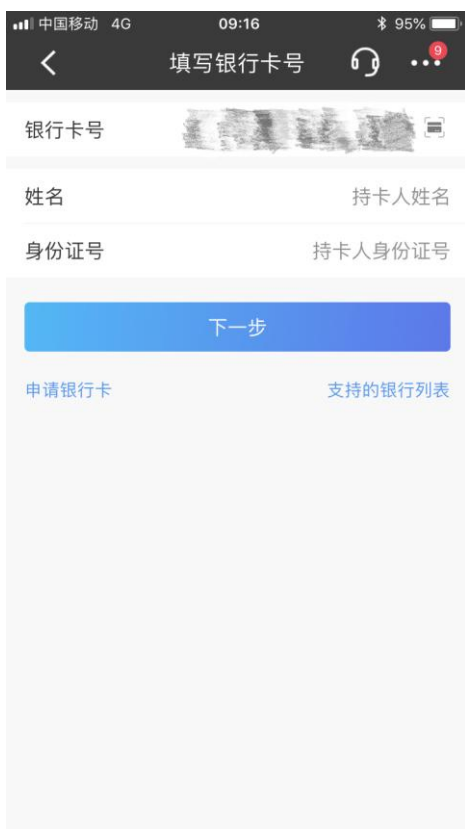 中国移动 4G 09:16 95%
填写银行卡号 9
银行卡号
姓名 持卡人姓名
身份证号 持卡人身份证号
下一步
申请银行卡 支持的银行列表